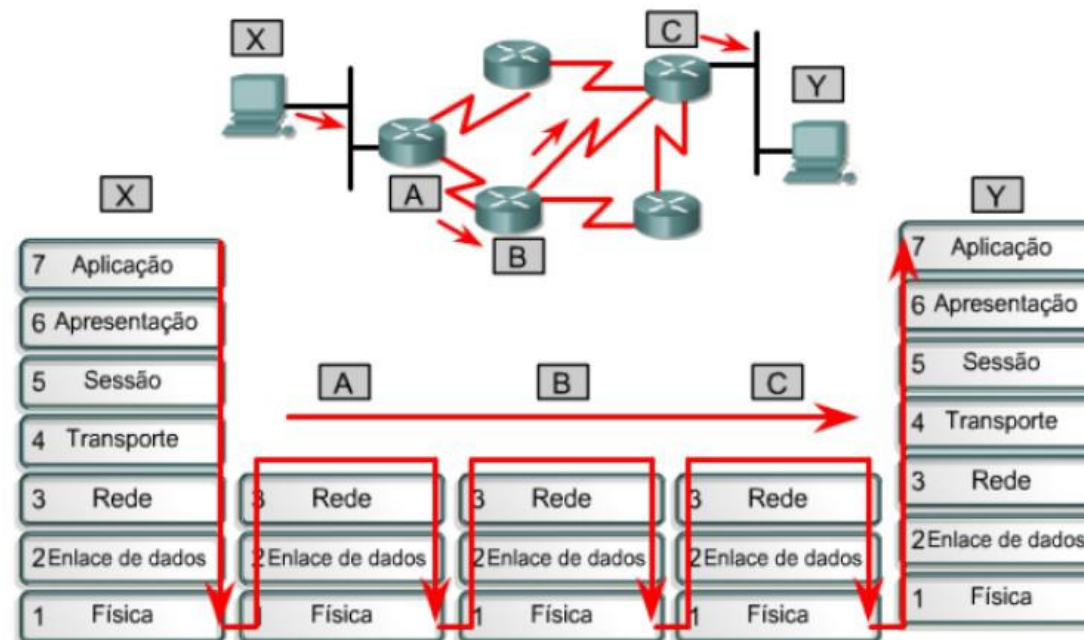 X
C
Y
A
B
X
7 Aplicação
6 Apresentação
5 Sessão
4 Transporte
3 Rede
2 Enlace de dados
1 Física
A
3 Rede
2 Enlace de dados
1 Física
B
3 Rede
2 Enlace de dados
1 Física
C
3 Rede
2 Enlace de dados
1 Física
Y
7 Aplicação
6 Apresentação
5 Sessão
4 Transporte
3 Rede
2 Enlace de dados
1 Física